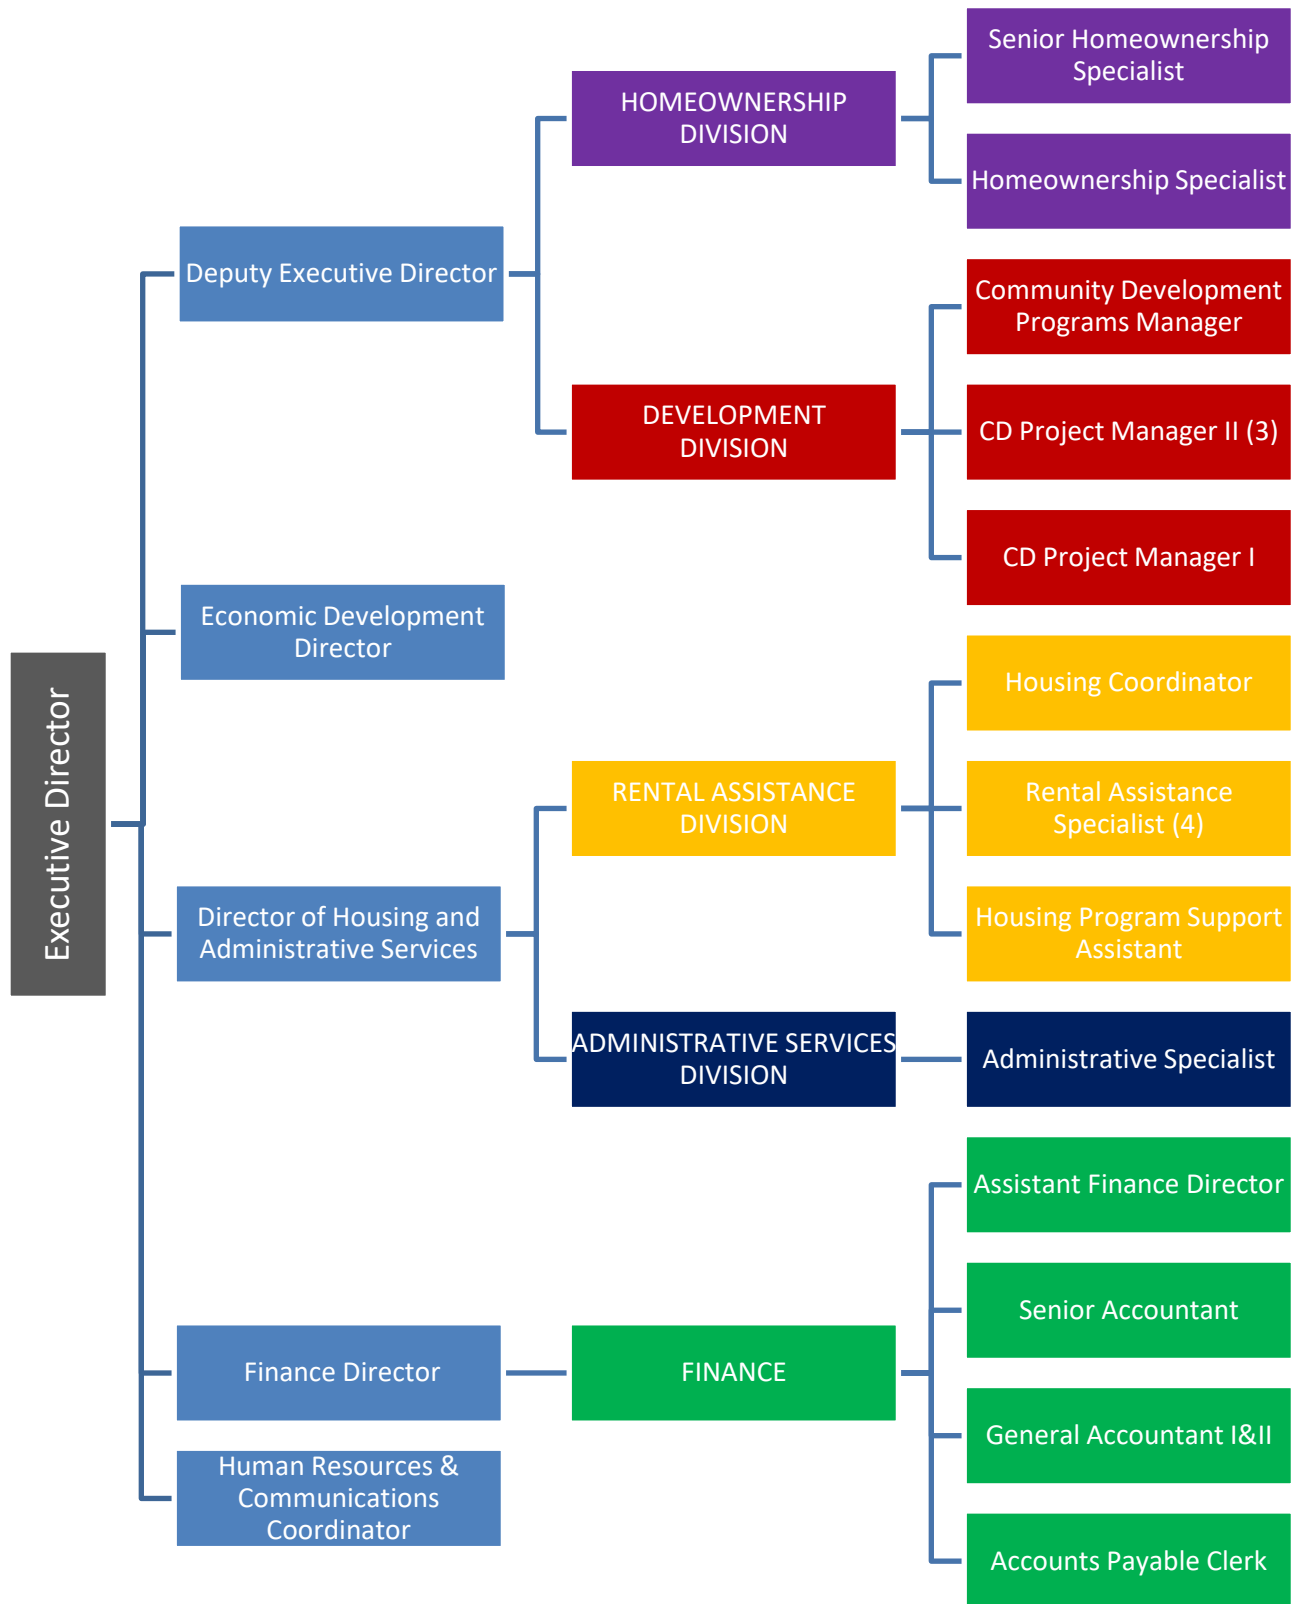 Executive Director
Deputy Executive Director
HOMEOWNERSHIP
DIVISION
Senior Homeownership
Specialist
Homeownership Specialist
DEVELOPMENT
DIVISION
Community Development
Programs Manager
CD Project Manager II (3)
CD Project Manager I
Economic Development
Director
Director of Housing and
Administrative Services
RENTAL ASSISTANCE
DIVISION
Housing Coordinator
Rental Assistance
Specialist (4)
Housing Program Support
Assistant
ADMINISTRATIVE SERVICES
DIVISION
Administrative Specialist
Finance Director
FINANCE
Assistant Finance Director
Senior Accountant
General Accountant I&II
Accounts Payable Clerk
Human Resources &
Communications
Coordinator